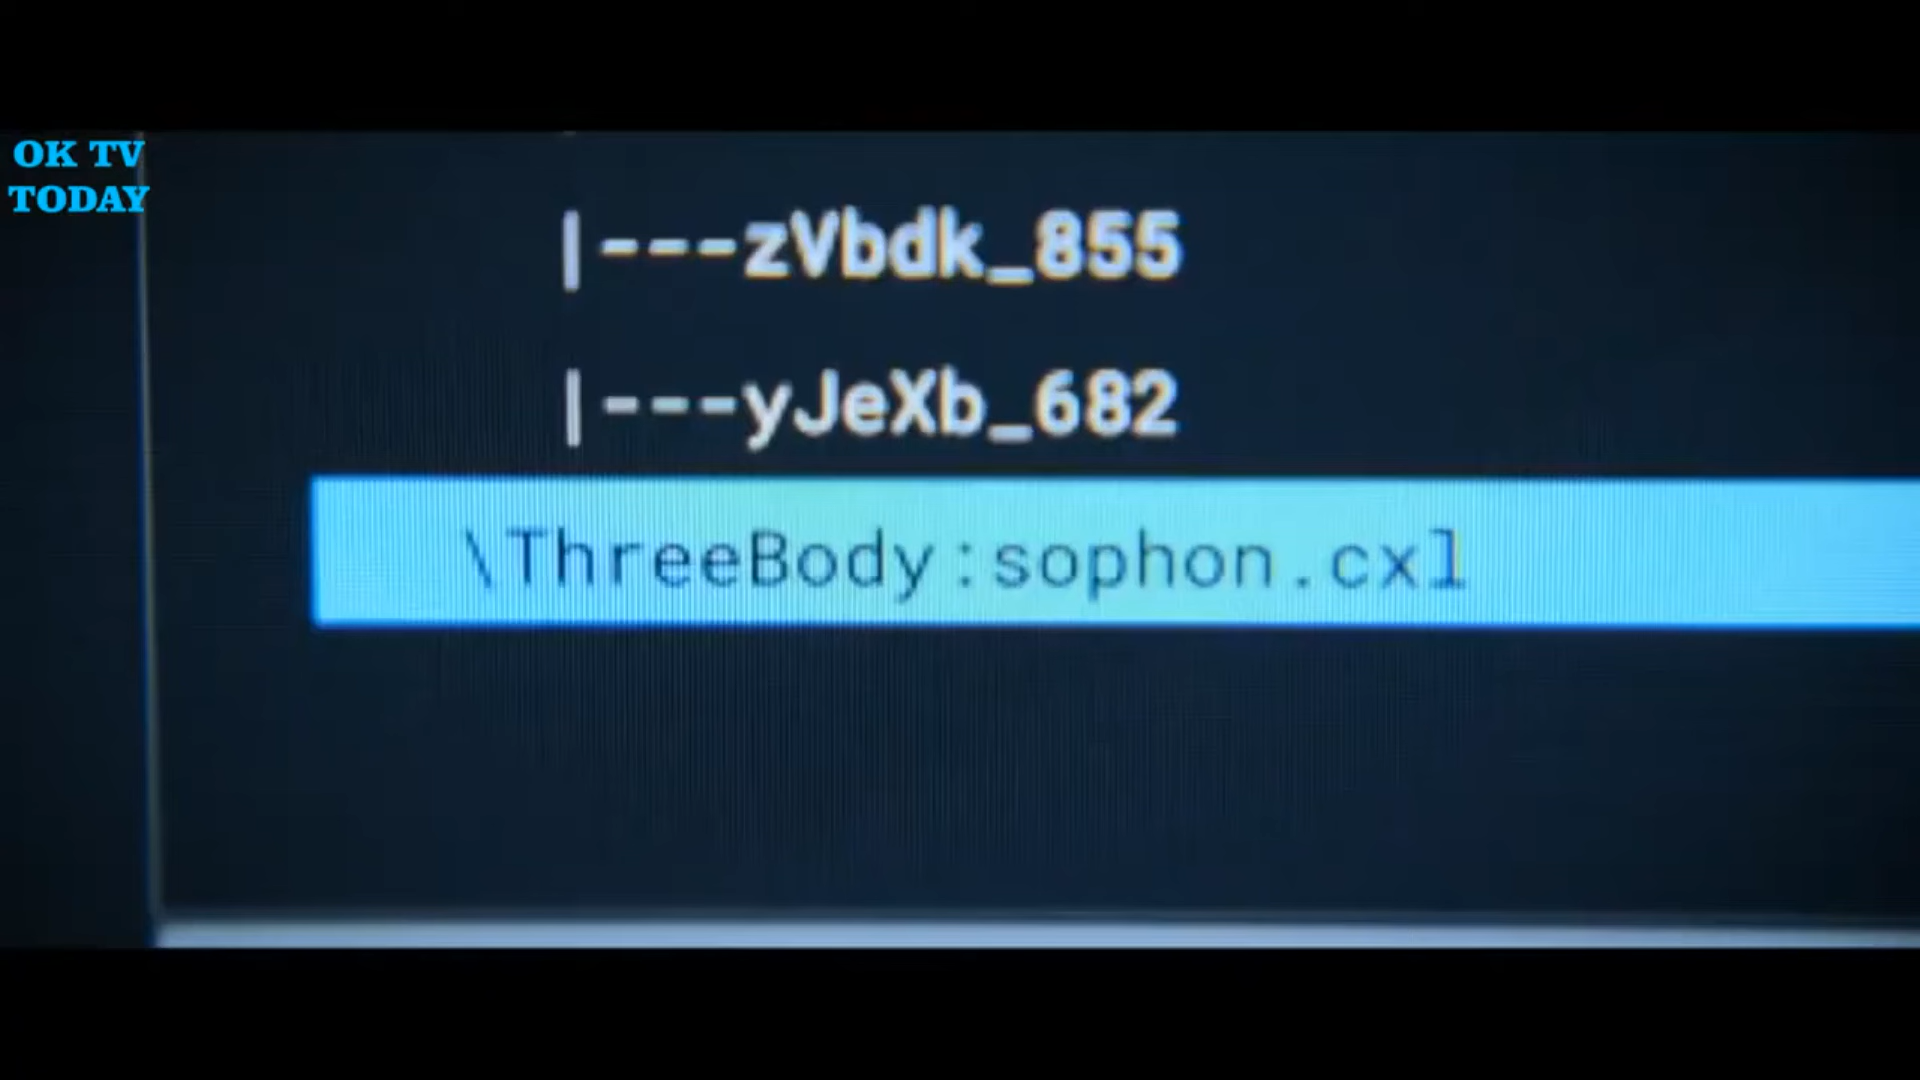 OK TV
TODAY
|---zVbdk_855
|---yJeXb_682
\ThreeBody:sophon.cxl